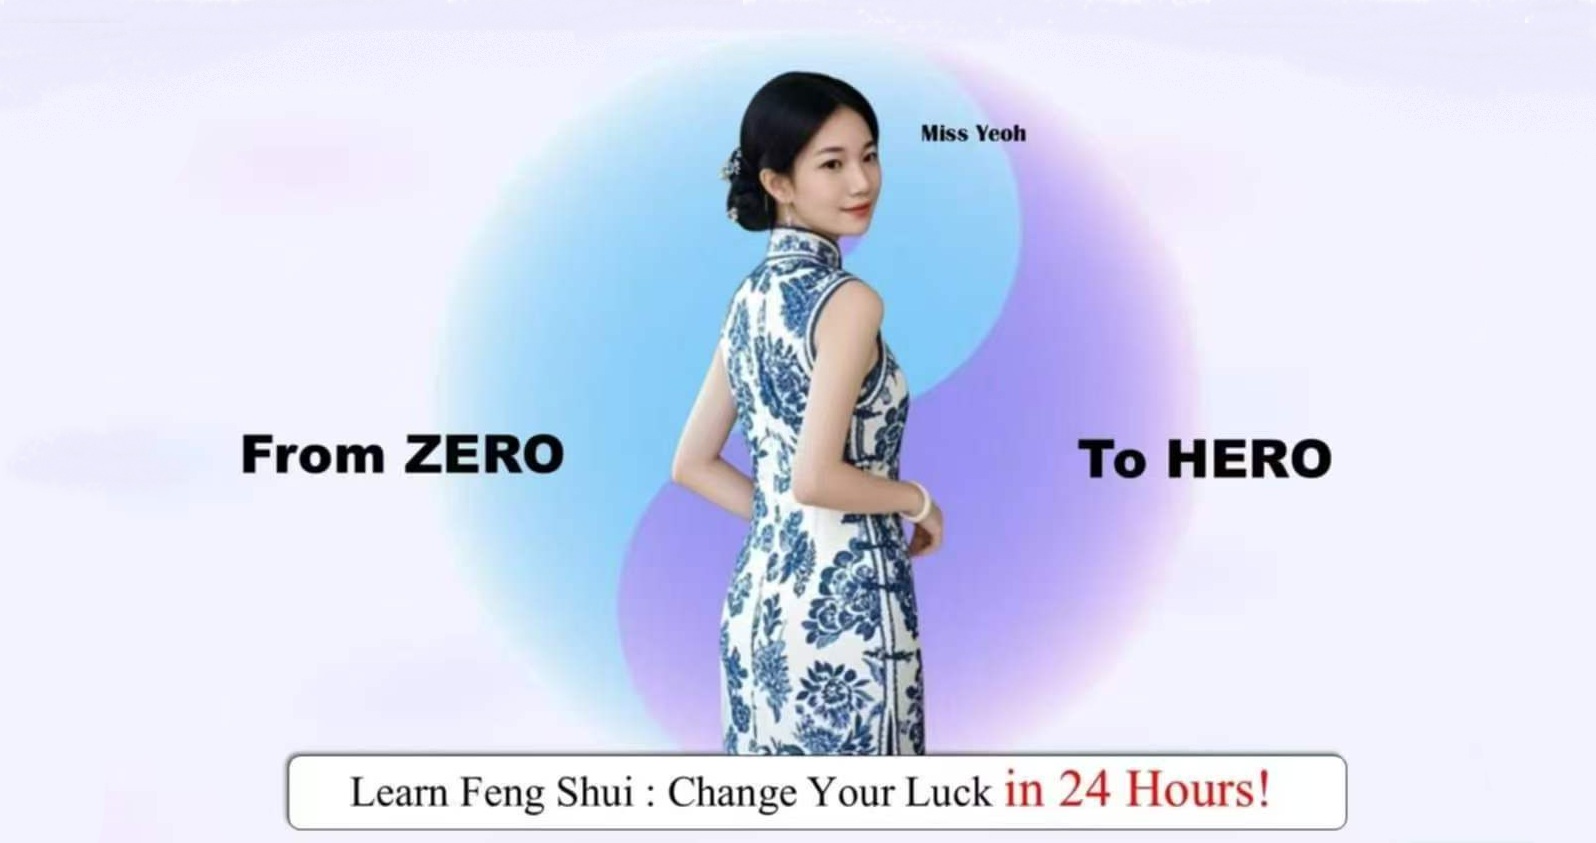 Miss Yeoh
From ZERO
To HERO
Learn Feng Shui : Change Your Luck in 24 Hours!